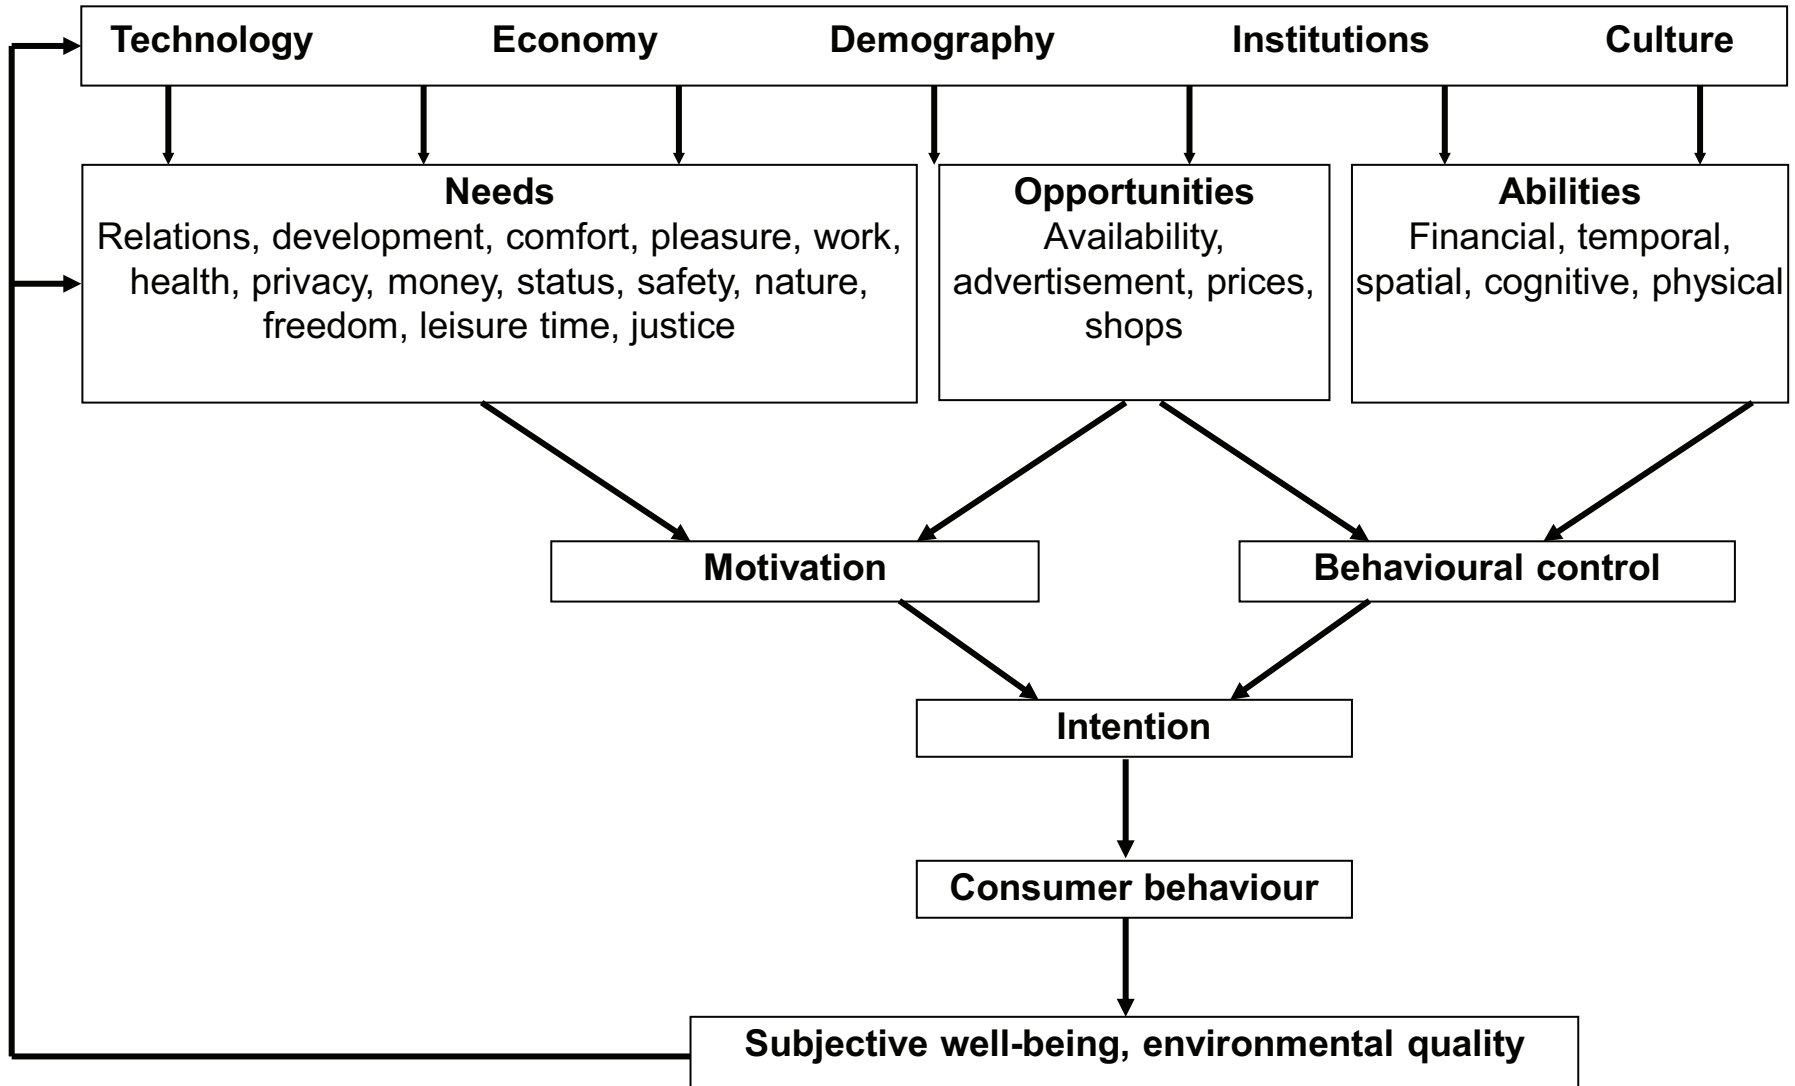 Technology Economy Demography Institutions Culture
Needs
Relations, development, comfort, pleasure, work,
health, privacy, money, status, safety, nature,
freedom, leisure time, justice
Opportunities
Availability,
advertisement, prices,
shops
Abilities
Financial, temporal,
spatial, cognitive, physical
Motivation
Behavioural control
Intention
Consumer behaviour
Subjective well-being, environmental quality